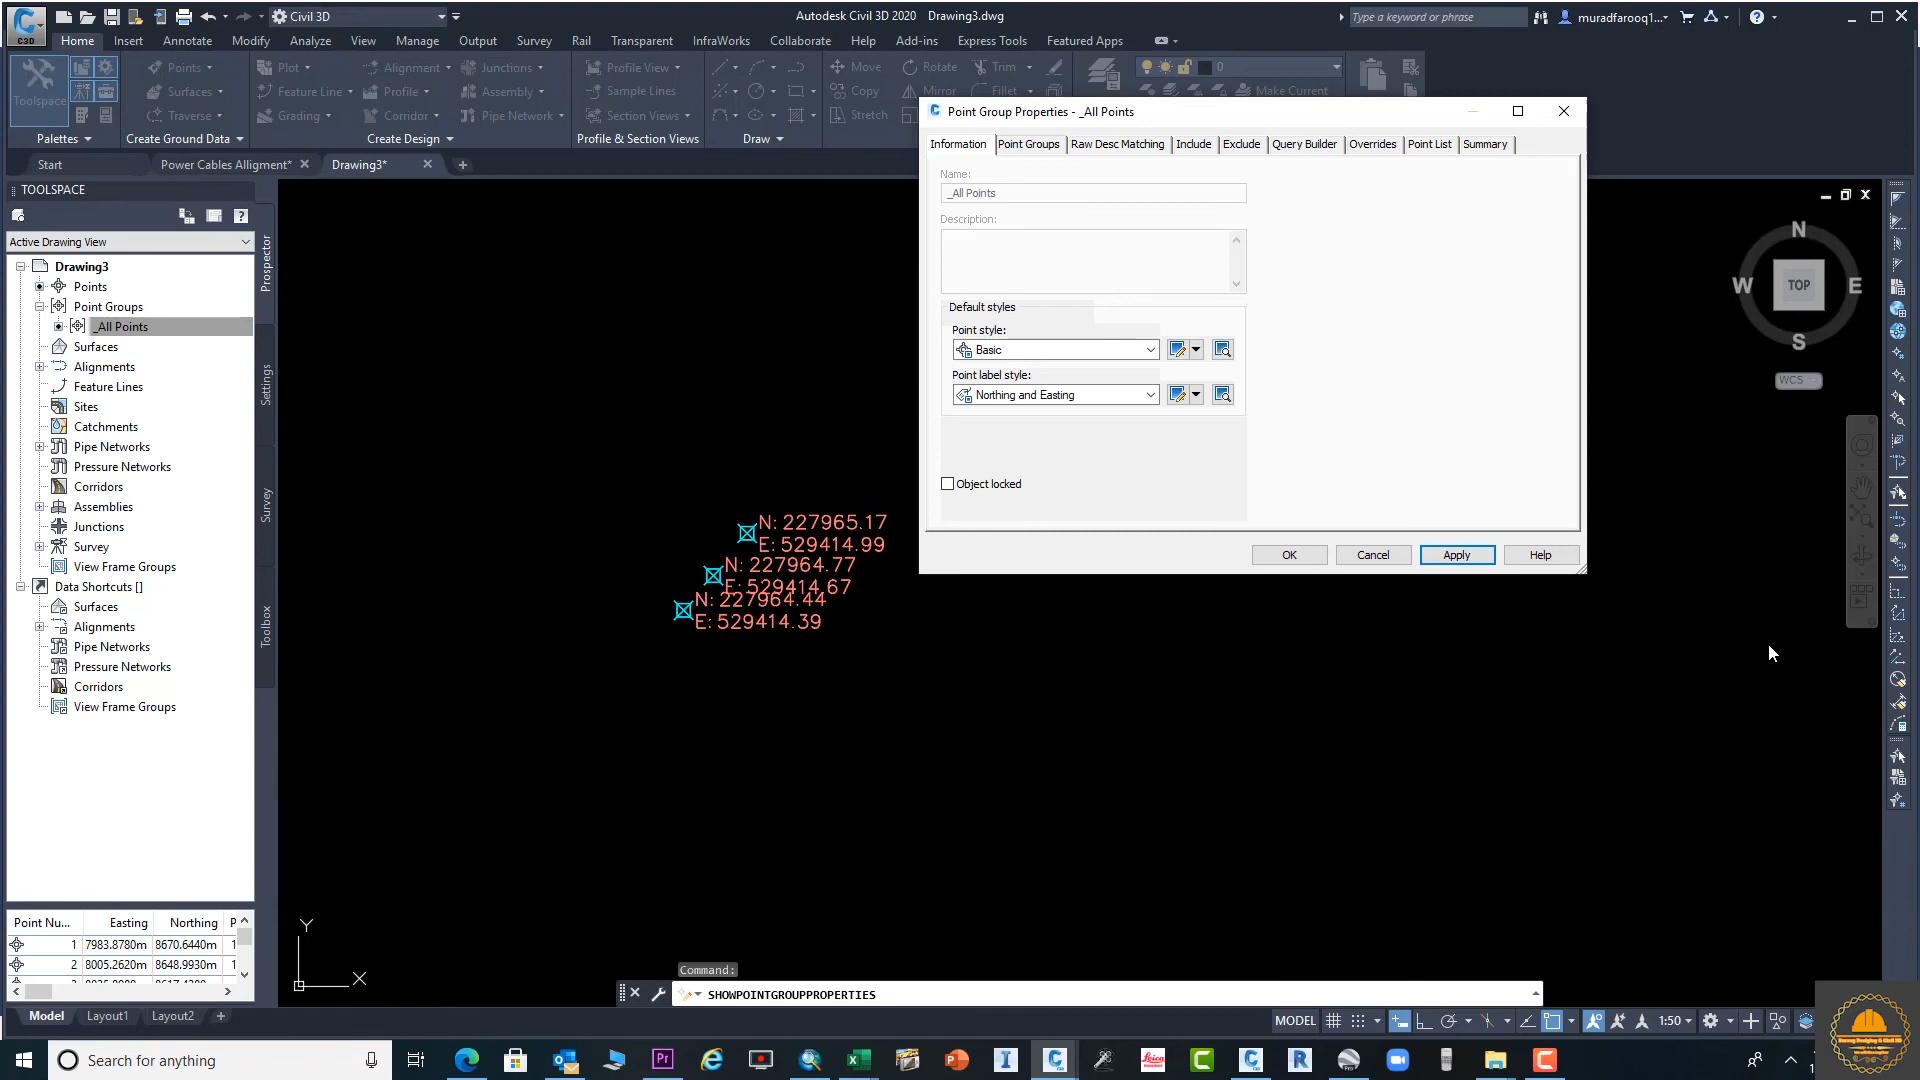 Civil 3D
Autodesk Civil 3D 2020 Drawing3.dwg
Type a keyword or phrase
muradfarooq1...
C3D
Home Insert Annotate Modify Analyze View Manage Output Survey Rail Transparent InfraWorks Collaborate Help Add-ins Express Tools Featured Apps
Toolspace
Points
Surfaces
Traverse
Plot
Feature Line
Grading
Alignment
Profile
Corridor
Junctions
Assembly
Pipe Network
Profile View
Sample Lines
Section Views
Move
Copy
Stretch
Rotate
Mirror
Trim
Fillet
0
Make Current
Palettes
Create Ground Data
Create Design
Profile & Section Views
Draw
Start
Power Cables Alligment*
Drawing3*
TOOLSPACE
Active Drawing View
Drawing3
Points
Point Groups
_All Points
Surfaces
Alignments
Feature Lines
Sites
Catchments
Pipe Networks
Pressure Networks
Corridors
Assemblies
Junctions
Survey
View Frame Groups
Data Shortcuts []
Surfaces
Alignments
Pipe Networks
Pressure Networks
Corridors
View Frame Groups
Prospector
Settings
Survey
Toolbox
Point Nu... Easting Northing P
1 7983.8780m 8670.6440m 1
2 8005.2620m 8648.9930m 1
Point Group Properties - _All Points
Information Point Groups Raw Desc Matching Include Exclude Query Builder Overrides Point List Summary
Name:
_All Points
Description:
Default styles
Point style:
Basic
Point label style:
Northing and Easting
Object locked
OK Cancel Apply Help
N: 227965.17
E: 529414.99
N: 227964.77
E: 529414.67
N: 227964.44
E: 529414.39
N
W TOP E
S
WCS
Y
X
Command:
SHOWPOINTGROUPPROPERTIES
Model Layout1 Layout2
MODEL
1:50
Search for anything